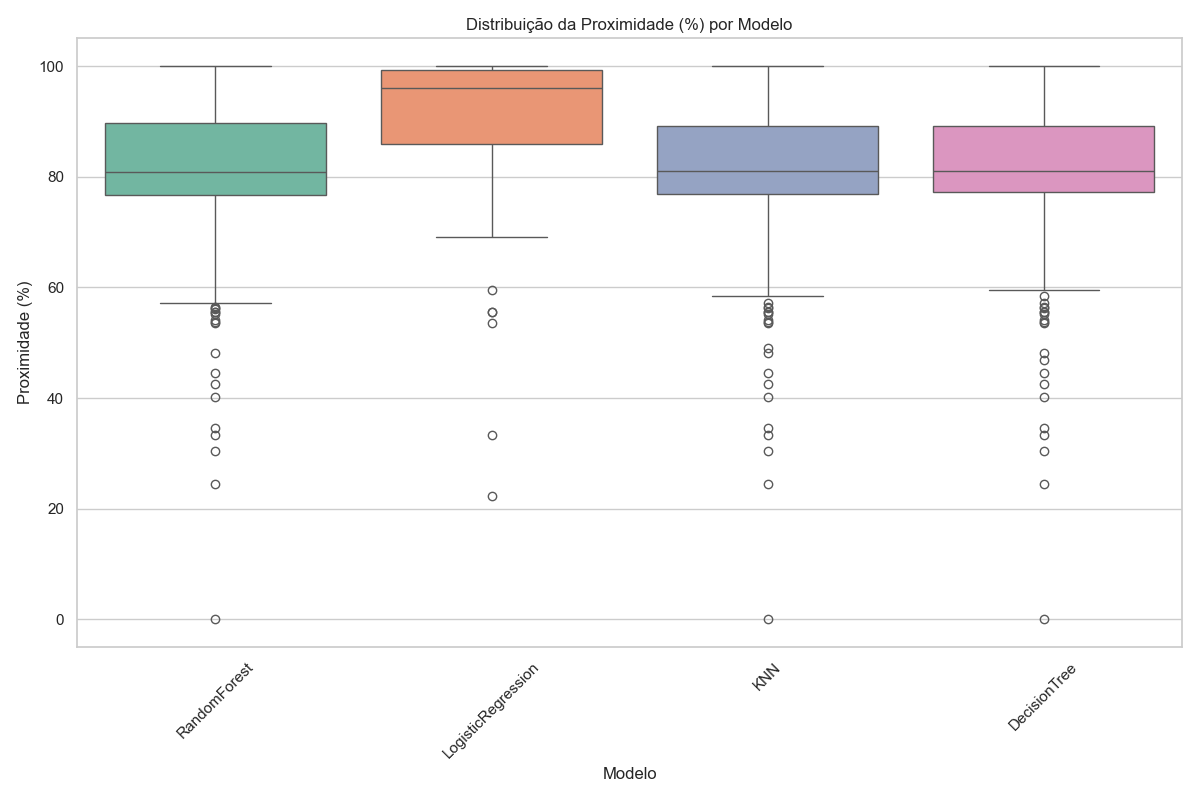 Distribuição da Proximidade (%) por Modelo
100
80
60
40
20
0
Proximidade (%)
RandomForest
LogisticRegression
KNN
DecisionTree
Modelo